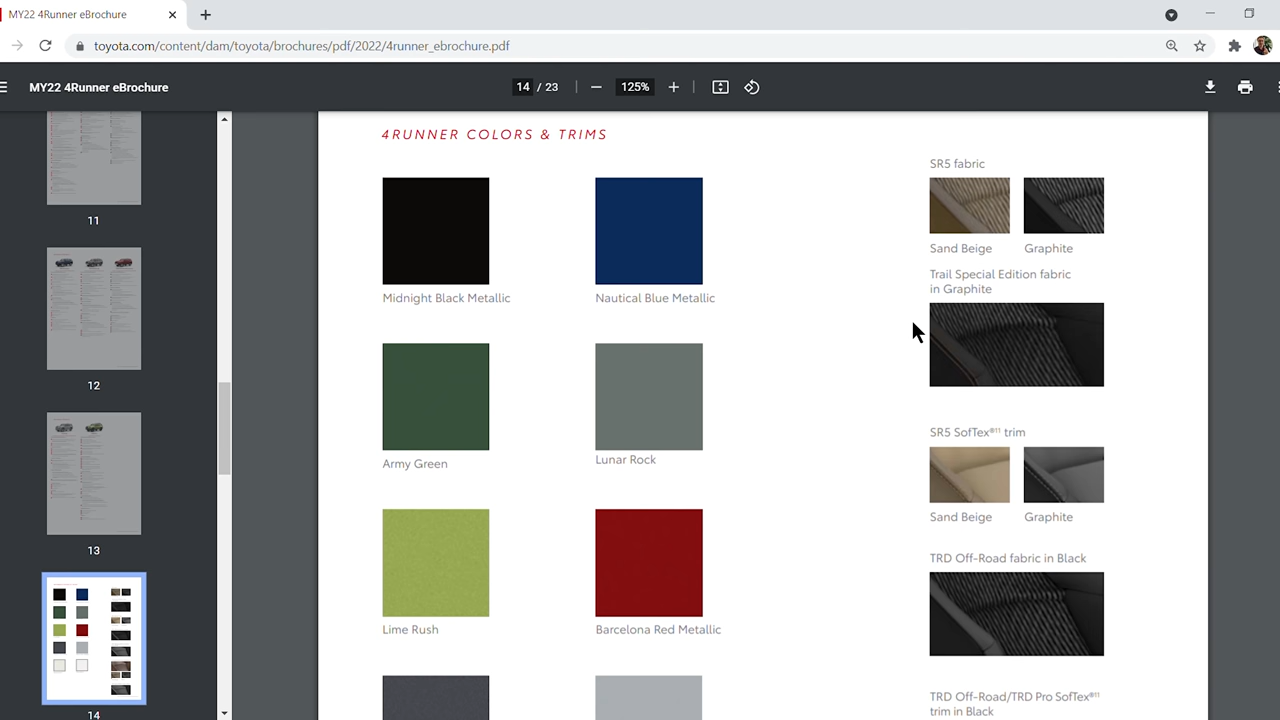 MY22 4Runner eBrochure
toyota.com/content/dam/toyota/brochures/pdf/2022/4runner_ebrochure.pdf
MY22 4Runner eBrochure
14 / 23
125%
11
12
13
14
4RUNNER COLORS & TRIMS
Midnight Black Metallic
Nautical Blue Metallic
Army Green
Lunar Rock
Lime Rush
Barcelona Red Metallic
SR5 fabric
Sand Beige
Graphite
Trail Special Edition fabric
in Graphite
SR5 SofTex®11 trim
Sand Beige
Graphite
TRD Off-Road fabric in Black
TRD Off-Road/TRD Pro SofTex®11
trim in Black